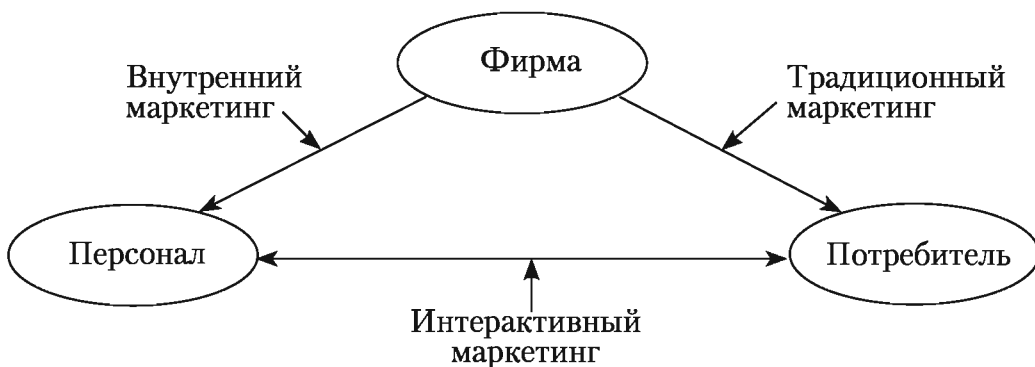 Фирма
Внутренний
маркетинг
Традиционный
маркетинг
Персонал
Потребитель
Интерактивный
маркетинг